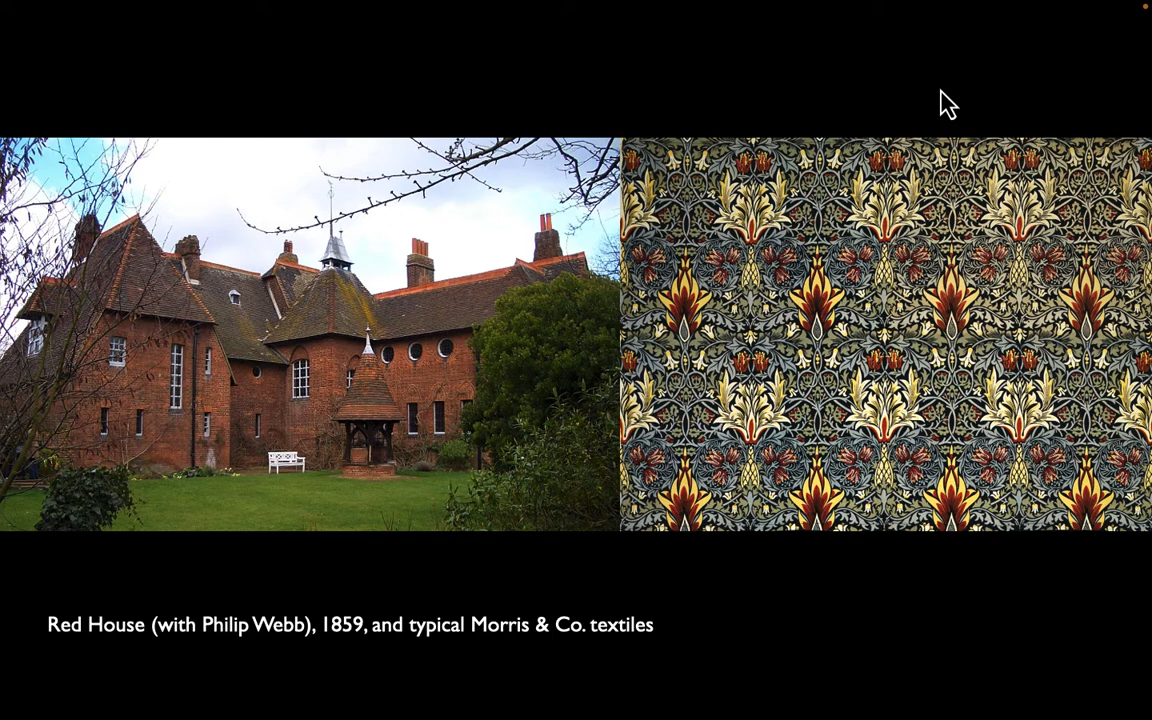 Red House (with Philip Webb), 1859, and typical Morris & Co. textiles